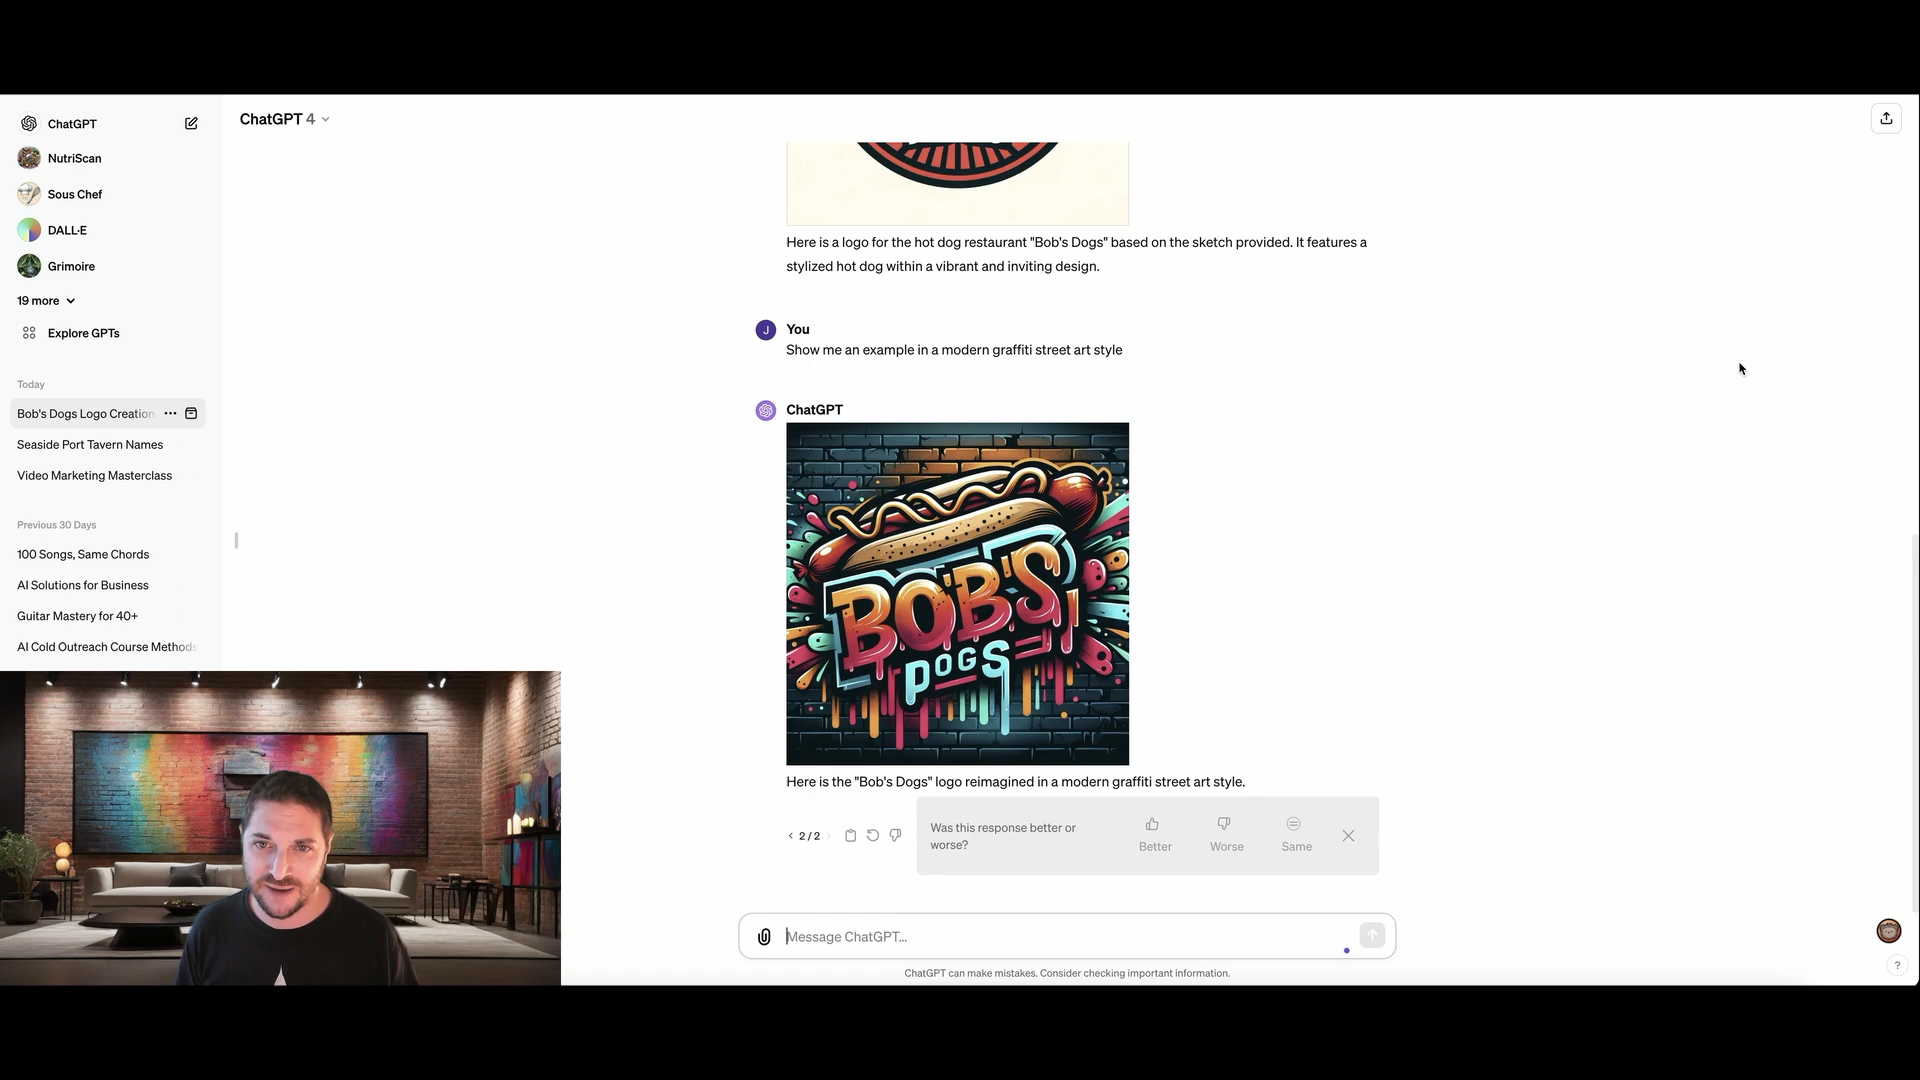 ChatGPT
NutriScan
Sous Chef
DALL·E
Grimoire
19 more
Explore GPTs
Today
Bob's Dogs Logo Creation
Seaside Port Tavern Names
Video Marketing Masterclass
Previous 30 Days
100 Songs, Same Chords
AI Solutions for Business
Guitar Mastery for 40+
AI Cold Outreach Course Methods
ChatGPT 4
Here is a logo for the hot dog restaurant "Bob's Dogs" based on the sketch provided. It features a
stylized hot dog within a vibrant and inviting design.
J
You
Show me an example in a modern graffiti street art style
ChatGPT
BOB'S
POGS
Here is the "Bob's Dogs" logo reimagined in a modern graffiti street art style.
2 / 2
Was this response better or
worse?
Better
Worse
Same
Message ChatGPT...
ChatGPT can make mistakes. Consider checking important information.
?